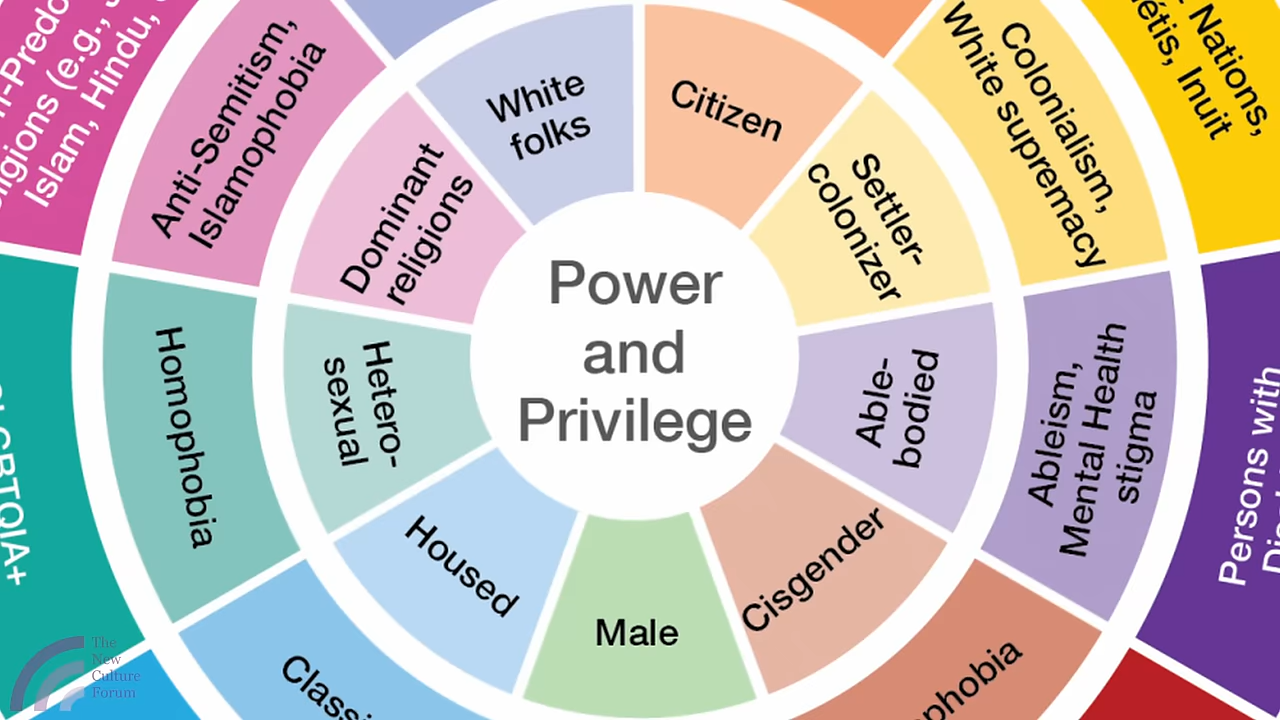 Power
and
Privilege
White
folks
Citizen
Settler-
colonizer
Able-
bodied
Cisgender
Male
Housed
Hetero-
sexual
Dominant
religions
Anti-Semitism,
Islamophobia
Colonialism,
White supremacy
Ableism,
Mental Health
stigma
Homophobia
(e.g.,
Islam, Hindu,
Nations,
Inuit
Persons with
The
New
Culture
Forum